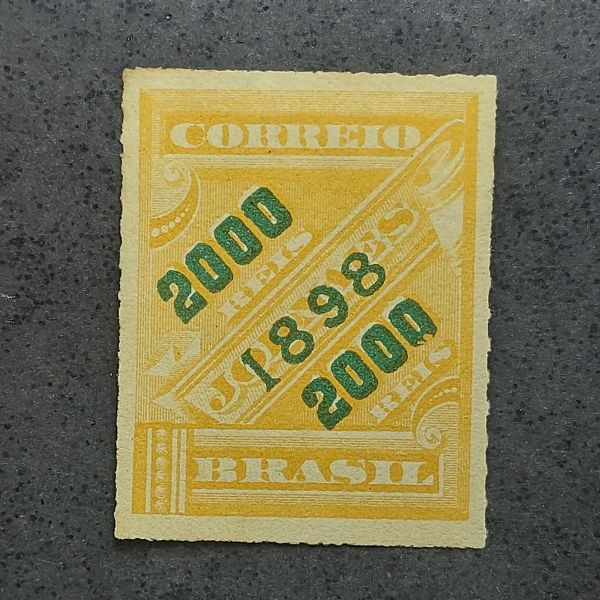 CORREIO
2000
REIS
JORNAES
1898
2000
REIS
BRASIL